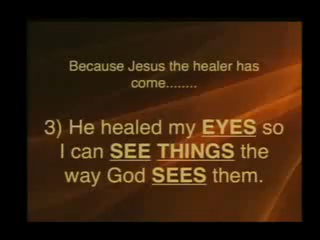 Because Jesus the healer has
come........
3) He healed my EYES so
I can SEE THINGS the
way God SEES them.